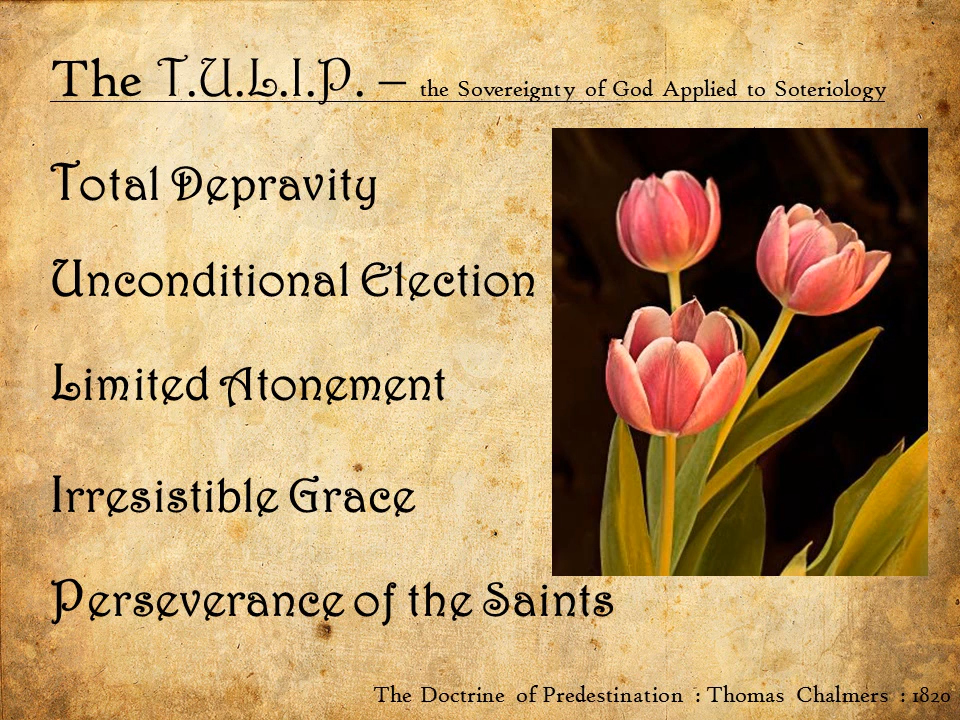 The T.U.L.I.P. – the Sovereignty of God Applied to Soteriology
Total Depravity
Unconditional Election
Limited Atonement
Irresistible Grace
Perseverance of the Saints
The Doctrine of Predestination : Thomas Chalmers : 1820